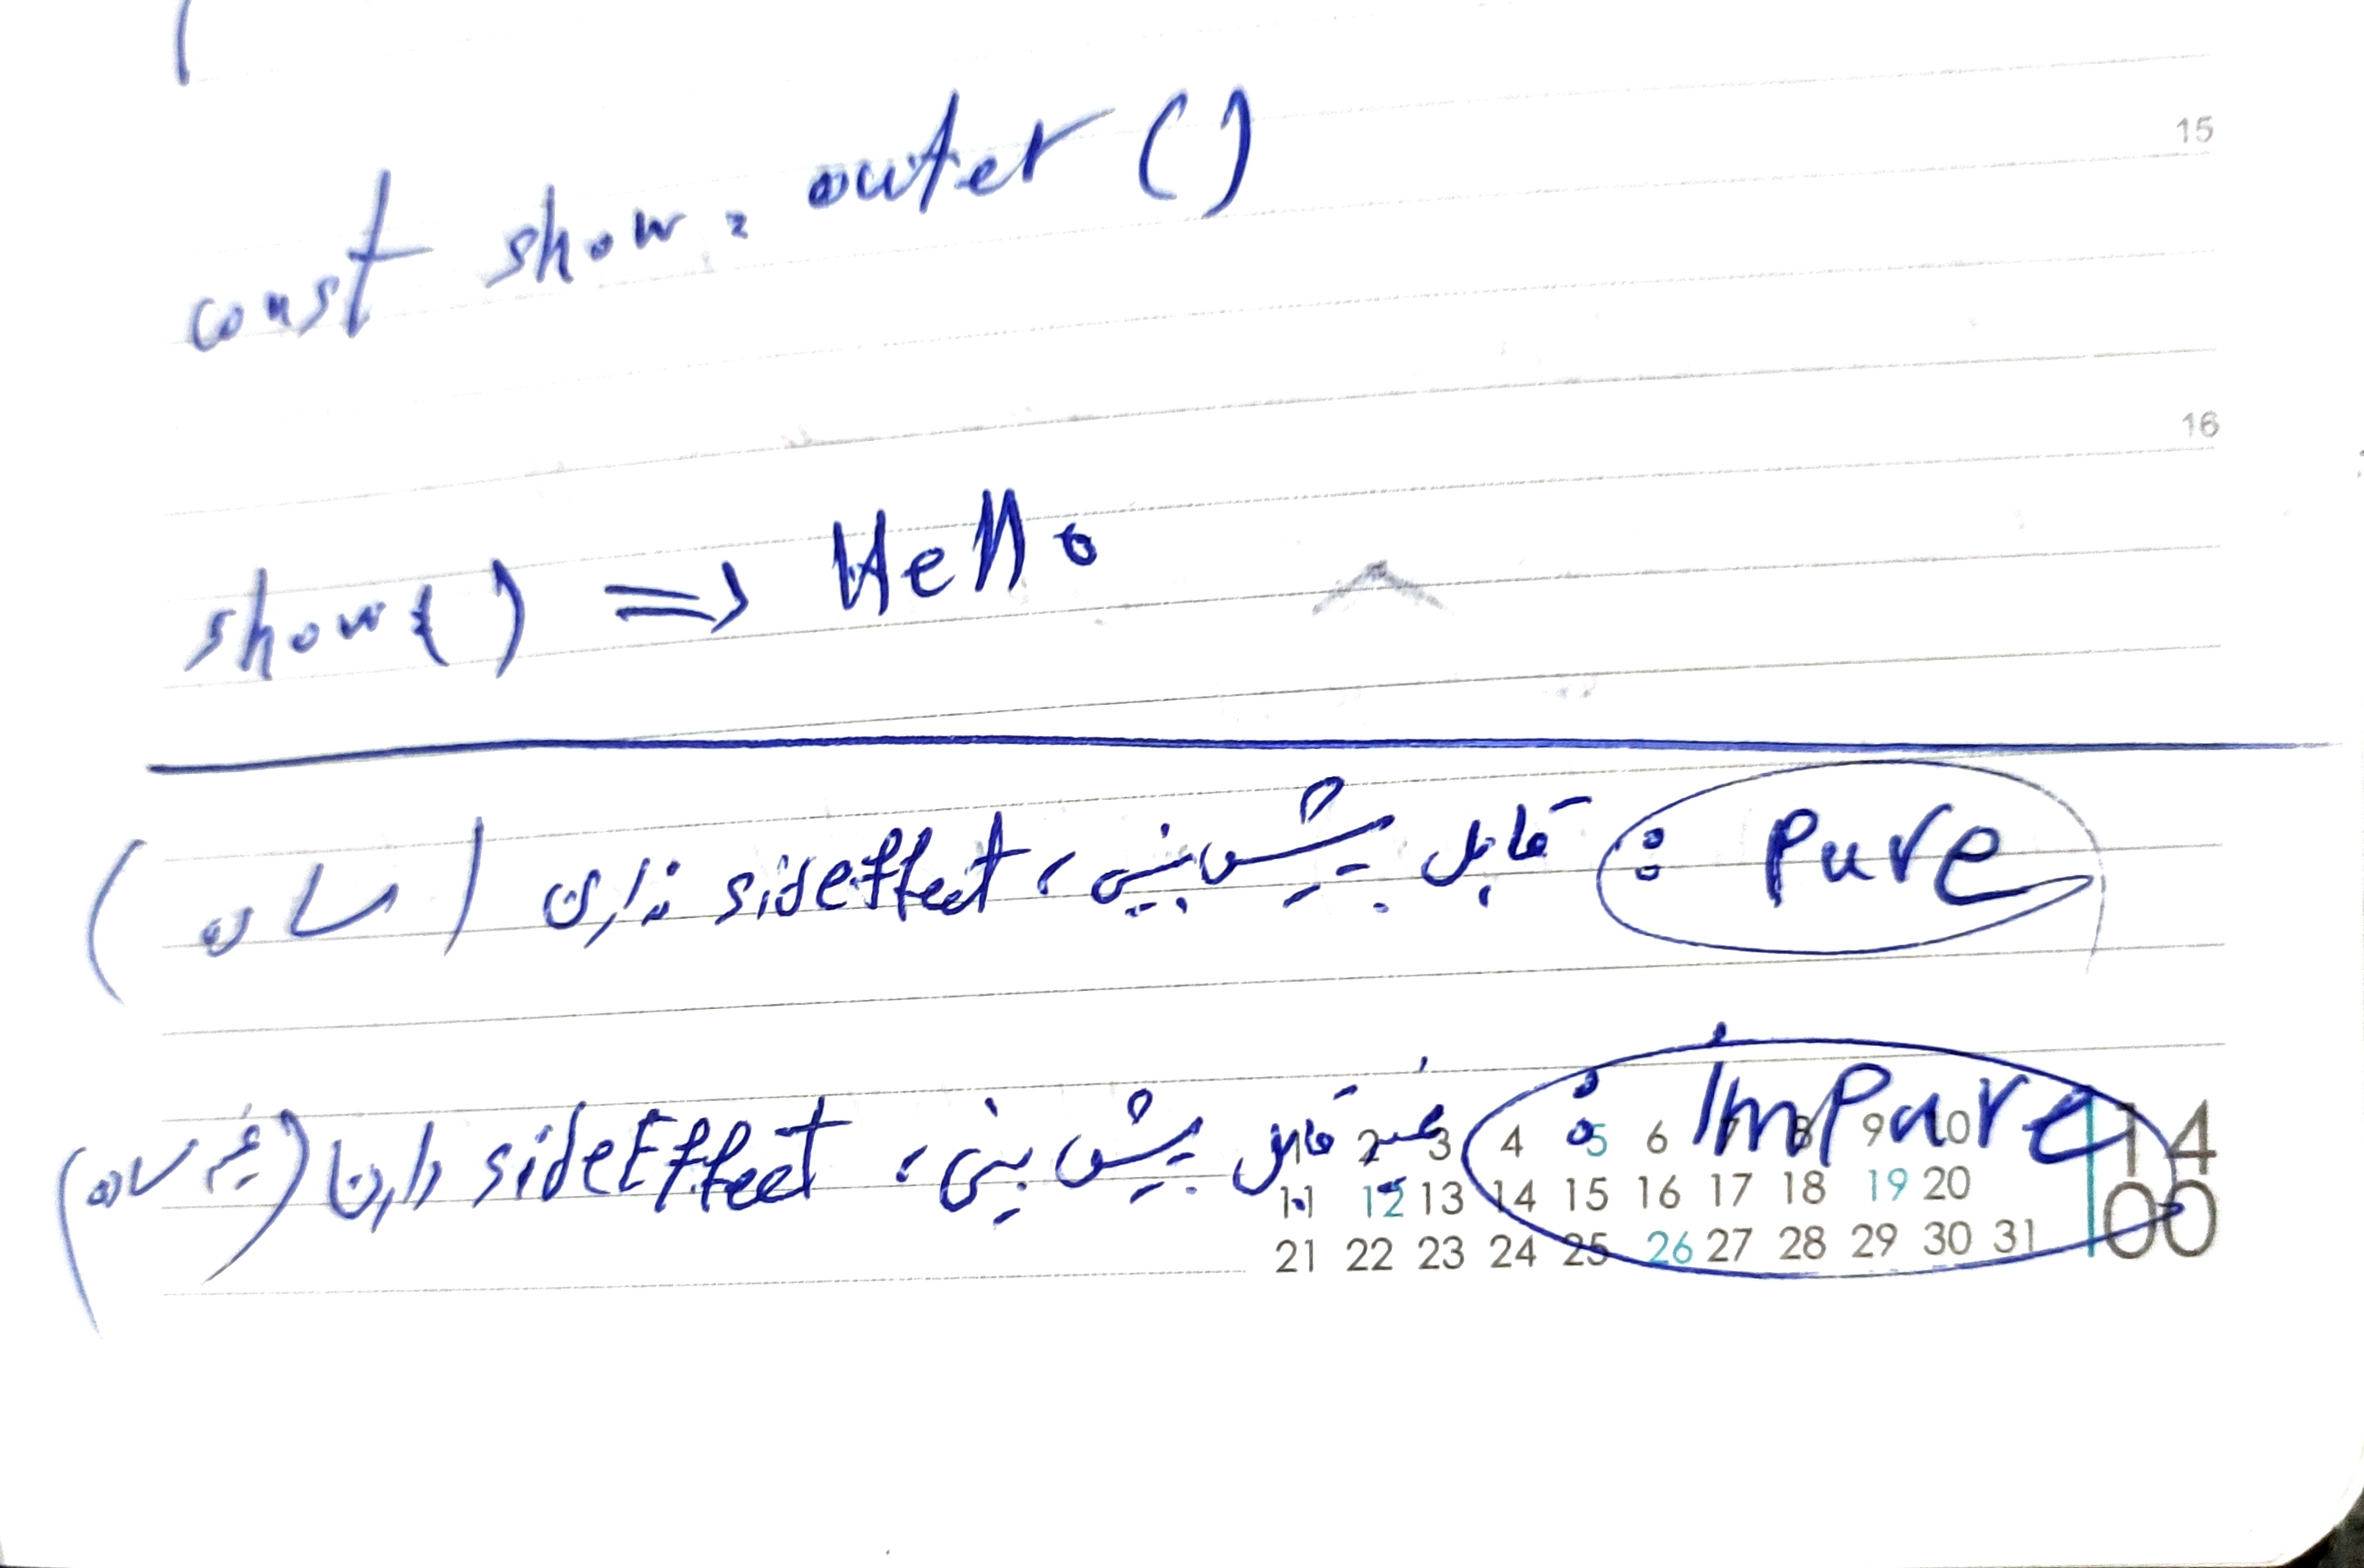 15
const show = outer ()
16
show() => Hello
Pure : قابل پیش‌بینی، sideeffect ندارن (ساده)
Impure : غیر قابل پیش بینی، sideEffect دارن
1 2 3 4 5 6 7 8 9 10
11 12 13 14 15 16 17 18 19 20
21 22 23 24 25 26 27 28 29 30 31
14
00